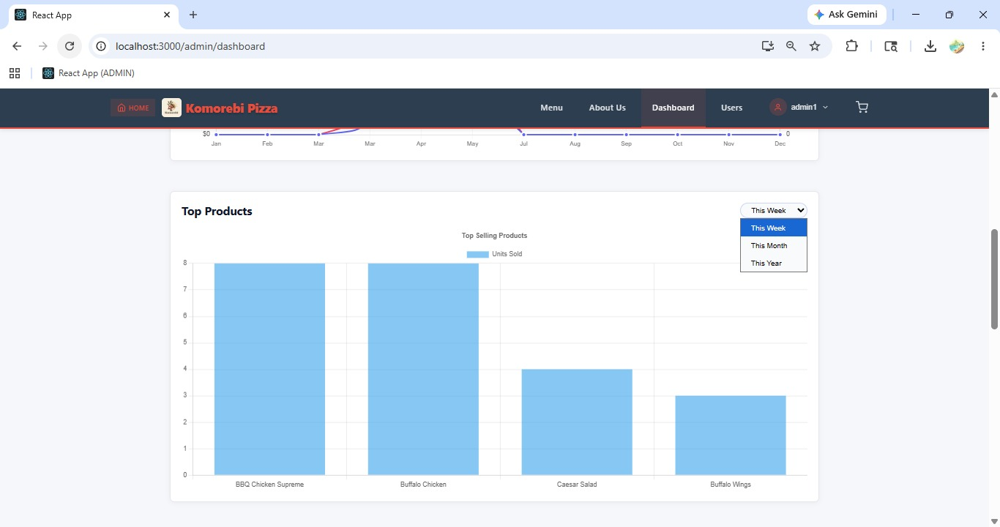 React App
Ask Gemini
localhost:3000/admin/dashboard
React App (ADMIN)
HOME
Komorebi Pizza
Menu
About Us
Dashboard
Users
admin1
$0
0
Jan Feb Mar Mar Apr May Jul Aug Sep Oct Nov Dec
Top Products
This Week
This Week
This Month
This Year
Top Selling Products
Units Sold
8
7
6
5
4
3
2
1
0
BBQ Chicken Supreme Buffalo Chicken Caesar Salad Buffalo Wings